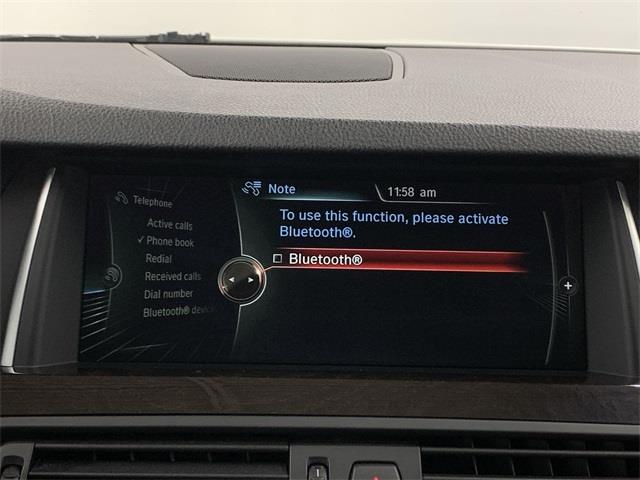 Telephone
Active calls
Phone book
Redial
Received calls
Dial number
Bluetooth® device
Note
11:58 am
To use this function, please activate
Bluetooth®.
Bluetooth®